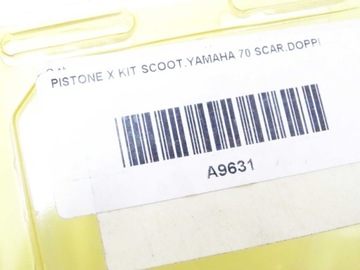 PISTONE X KIT SCOOT.YAMAHA 70 SCAR.DOPPI
A9631